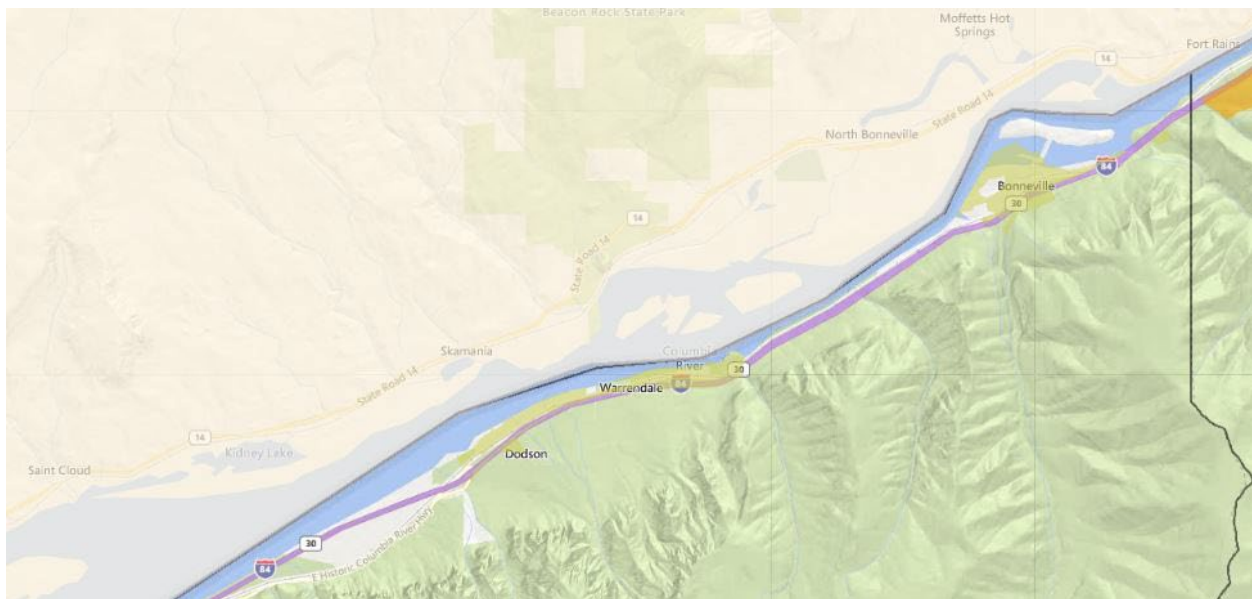 Beacon Rock State Park
Moffetts Hot
Springs
Fort Rains
14
State Road 14
North Bonneville
84
Bonneville
30
14
State Road 14
Columbia
River
Skamania
30
84
Warrendale
State Road 14
14
Kidney Lake
Saint Cloud
Dodson
E Historic Columbia River Hwy
30
84